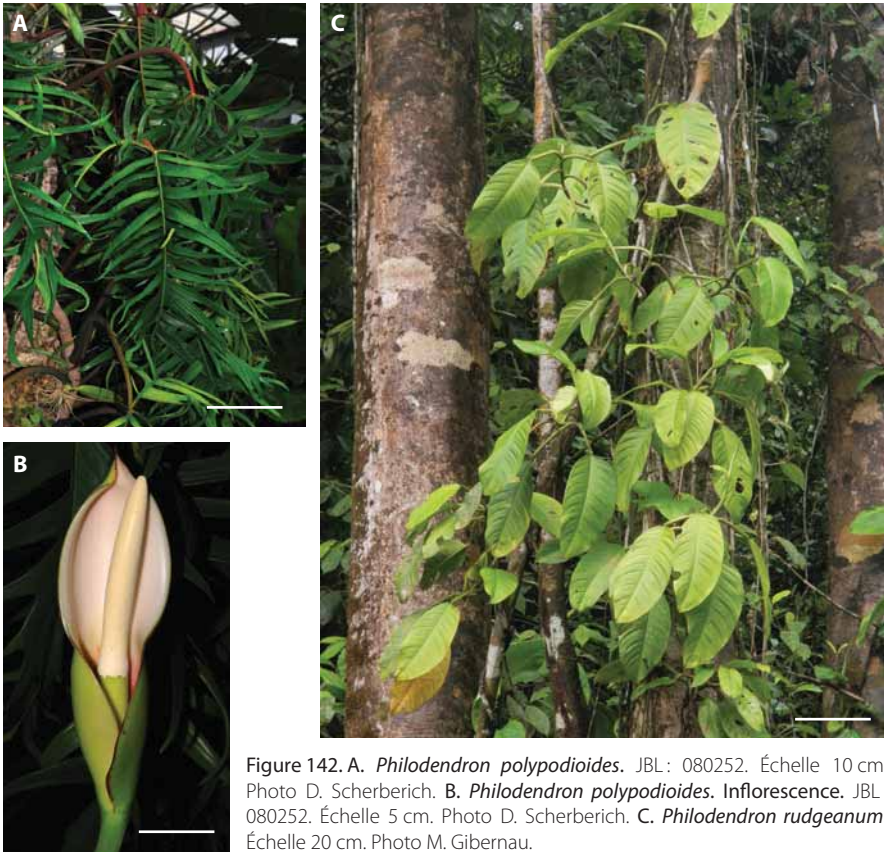 A
C
B
Figure 142. A. Philodendron polypodioides. JBL : 080252. Échelle 10 cm
Photo D. Scherberich. B. Philodendron polypodioides. Inflorescence. JBL
080252. Échelle 5 cm. Photo D. Scherberich. C. Philodendron rudgeanum
Échelle 20 cm. Photo M. Gibernau.